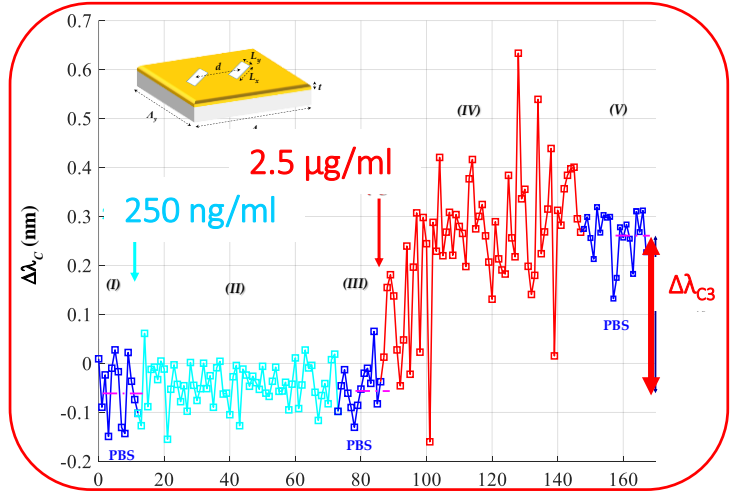 0.7
0.6
0.5
0.4
0.3
0.2
0.1
0
-0.1
-0.2
Δλ_C (nm)
d
L_y
L_x
t
A_y
2.5 µg/ml
250 ng/ml
(I)
(II)
(III)
(IV)
(V)
Δλ_C3
PBS
PBS
PBS
0 20 40 60 80 100 120 140 160